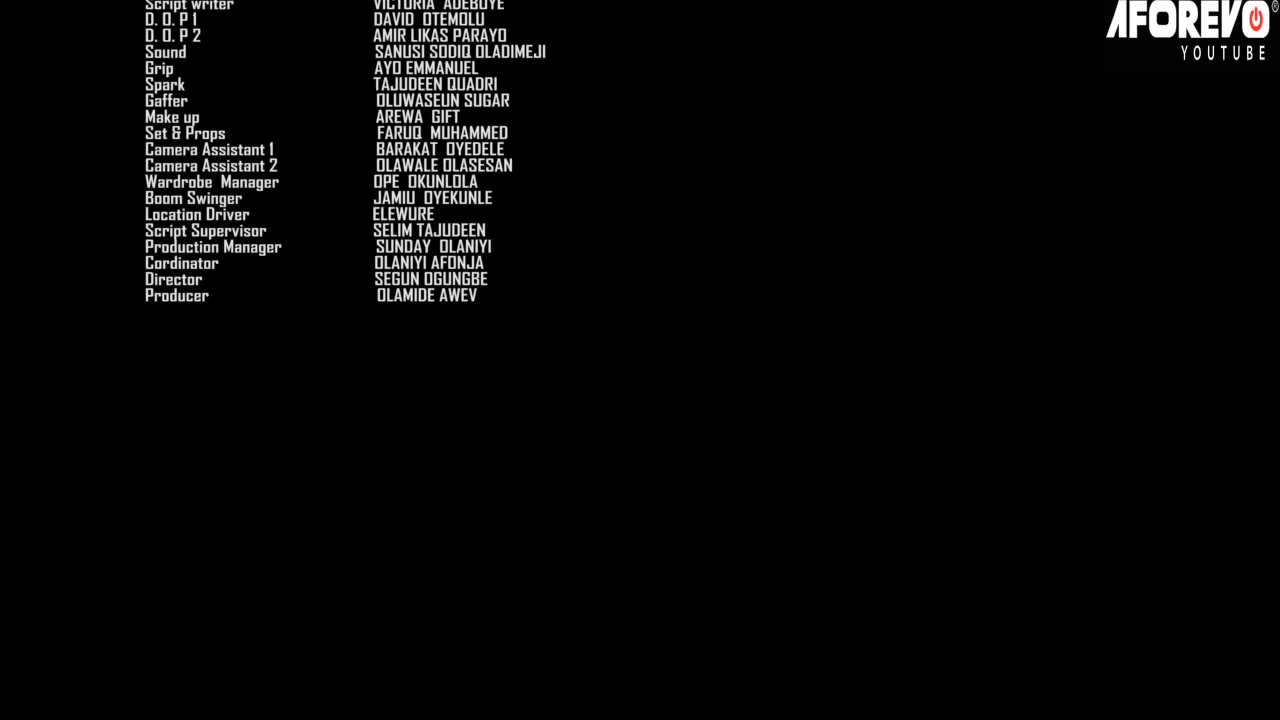 Script writer VICTORIA ADEBOYE
D. O. P 1 DAVID OTEMOLU
D. O. P 2 AMIR LIKAS PARAYO
Sound SANUSI SODIQ OLADIMEJI
Grip AYO EMMANUEL
Spark TAJUDEEN QUADRI
Gaffer OLUWASEUN SUGAR
Make up AREWA GIFT
Set & Props FARUQ MUHAMMED
Camera Assistant 1 BARAKAT OYEDELE
Camera Assistant 2 OLAWALE OLASESAN
Wardrobe Manager OPE OKUNLOLA
Boom Swinger JAMIU OYEKUNLE
Location Driver ELEWURE
Script Supervisor SELIM TAJUDEEN
Production Manager SUNDAY OLANIYI
Cordinator OLANIYI AFONJA
Director SEGUN OGUNGBE
Producer OLAMIDE AWEV
AFOREVO®
YOUTUBE